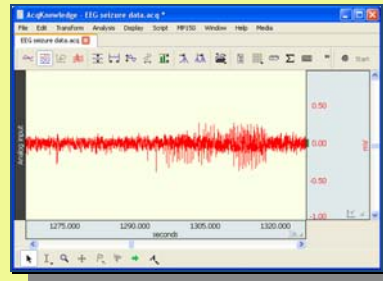 AcqKnowledge - EEG seizure data.acq *
File Edit Transform Analysis Display Script MP150 Window Help Media
EEG seizure data.acq
Start
Analog input
0.50
0.00
-0.50
-1.00
mV
1275.000 1290.000 1305.000 1320.000
seconds